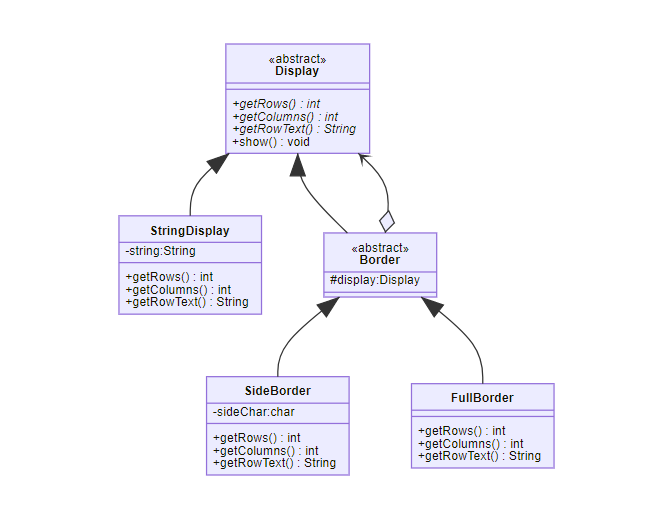 «abstract»
Display
+getRows() : int
+getColumns() : int
+getRowText() : String
+show() : void
StringDisplay
-string:String
+getRows() : int
+getColumns() : int
+getRowText() : String
«abstract»
Border
#display:Display
SideBorder
-sideChar:char
+getRows() : int
+getColumns() : int
+getRowText() : String
FullBorder
+getRows() : int
+getColumns() : int
+getRowText() : String